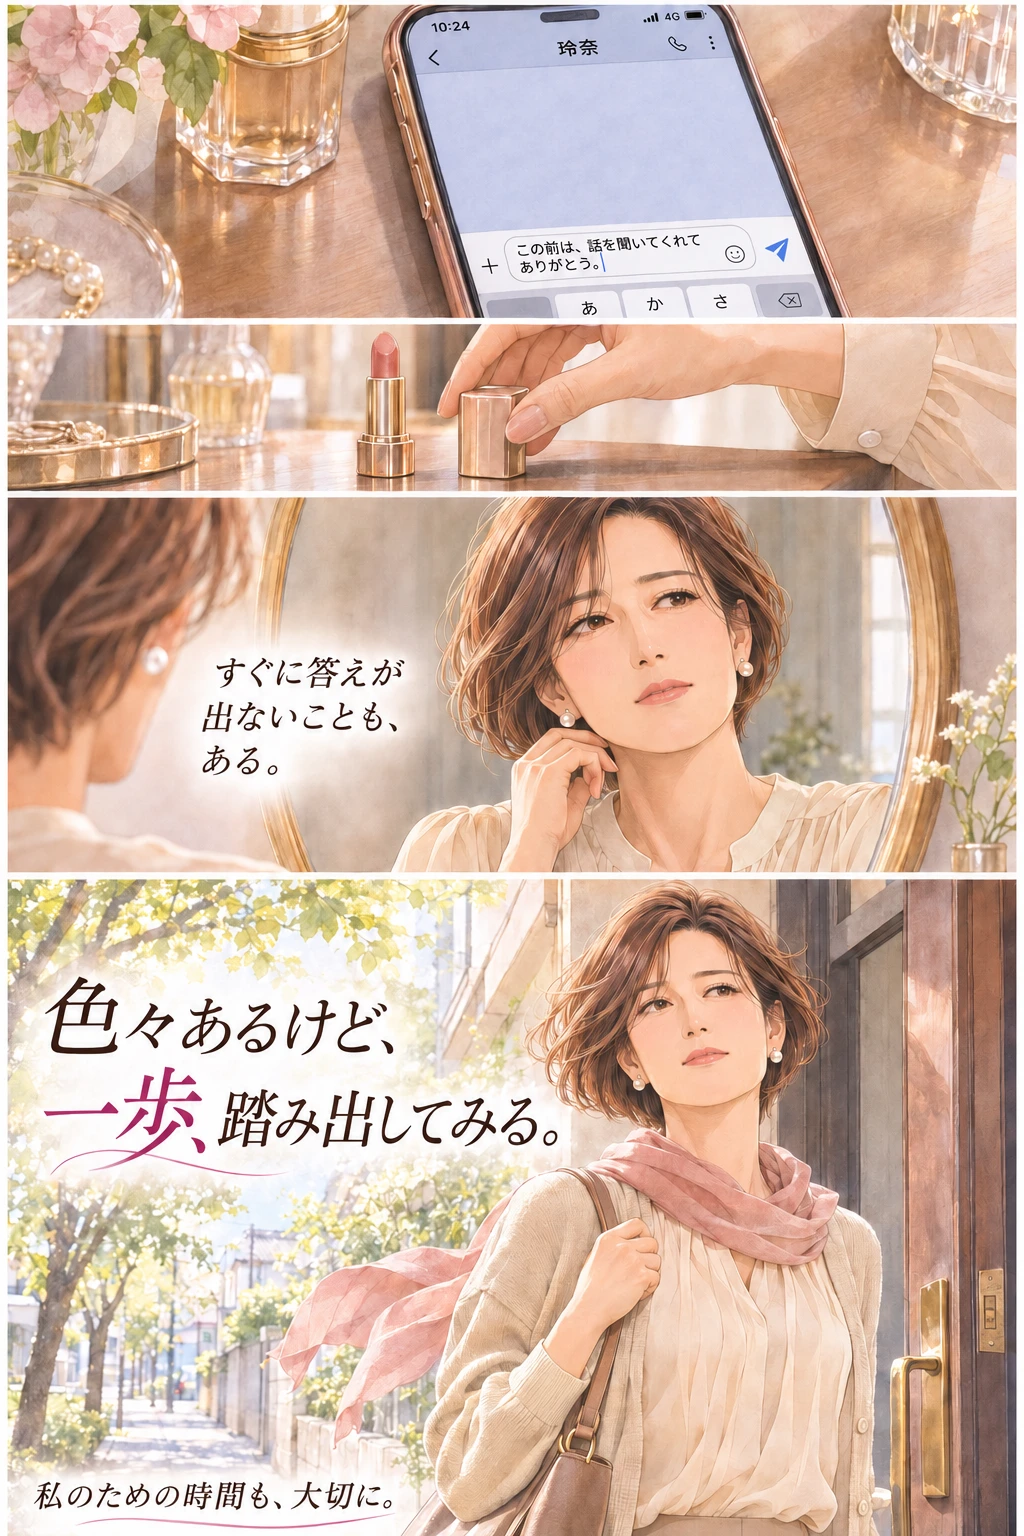 10:24
4G
玲奈
この前は、話を聞いてくれて
ありがとう。
あ か さ
すぐに答えが
出ないことも、
ある。
色々あるけど、
一歩、踏み出してみる。
私のための時間も、大切に。